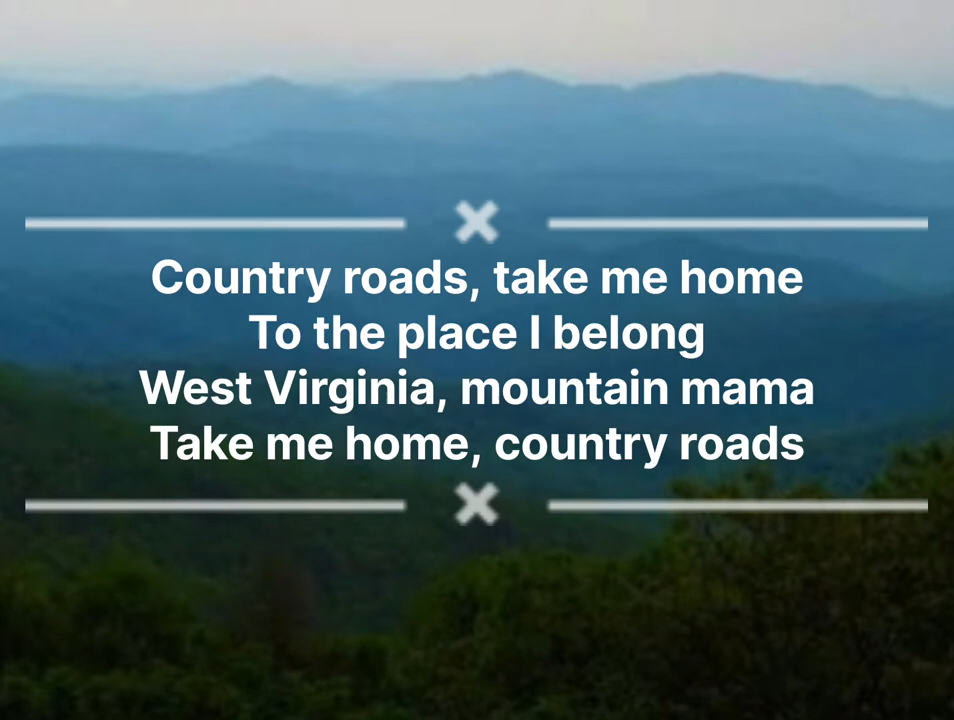 Country roads, take me home
To the place I belong
West Virginia, mountain mama
Take me home, country roads